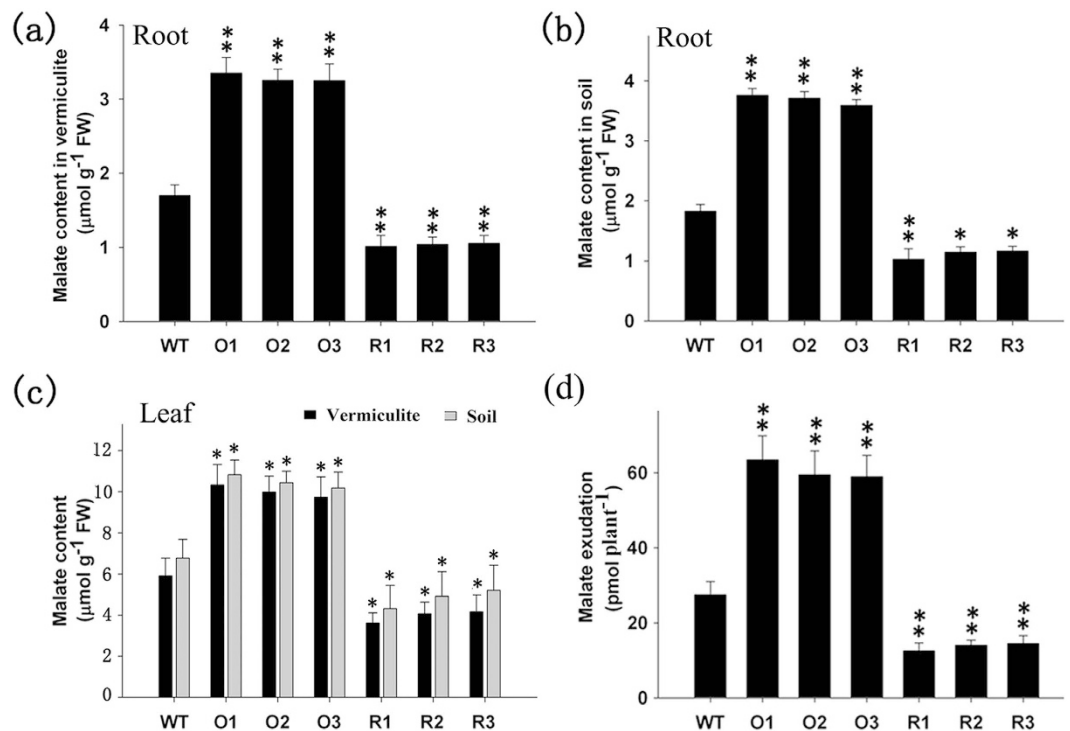 (a)
Root
Malate content in vermiculite
(μmol g⁻¹ FW)
4
3
2
1
0
** ** ** ** ** **
WT O1 O2 O3 R1 R2 R3
(b)
Root
Malate content in soil
(μmol g⁻¹ FW)
4
3
2
1
0
** ** ** ** * *
WT O1 O2 O3 R1 R2 R3
(c)
Leaf
Vermiculite Soil
Malate content
(μmol g⁻¹ FW)
12
10
8
6
4
2
0
* * * * * * * * * * * *
WT O1 O2 O3 R1 R2 R3
(d)
Malate exudation
(pmol plant⁻¹)
60
40
20
0
** ** ** ** ** **
WT O1 O2 O3 R1 R2 R3